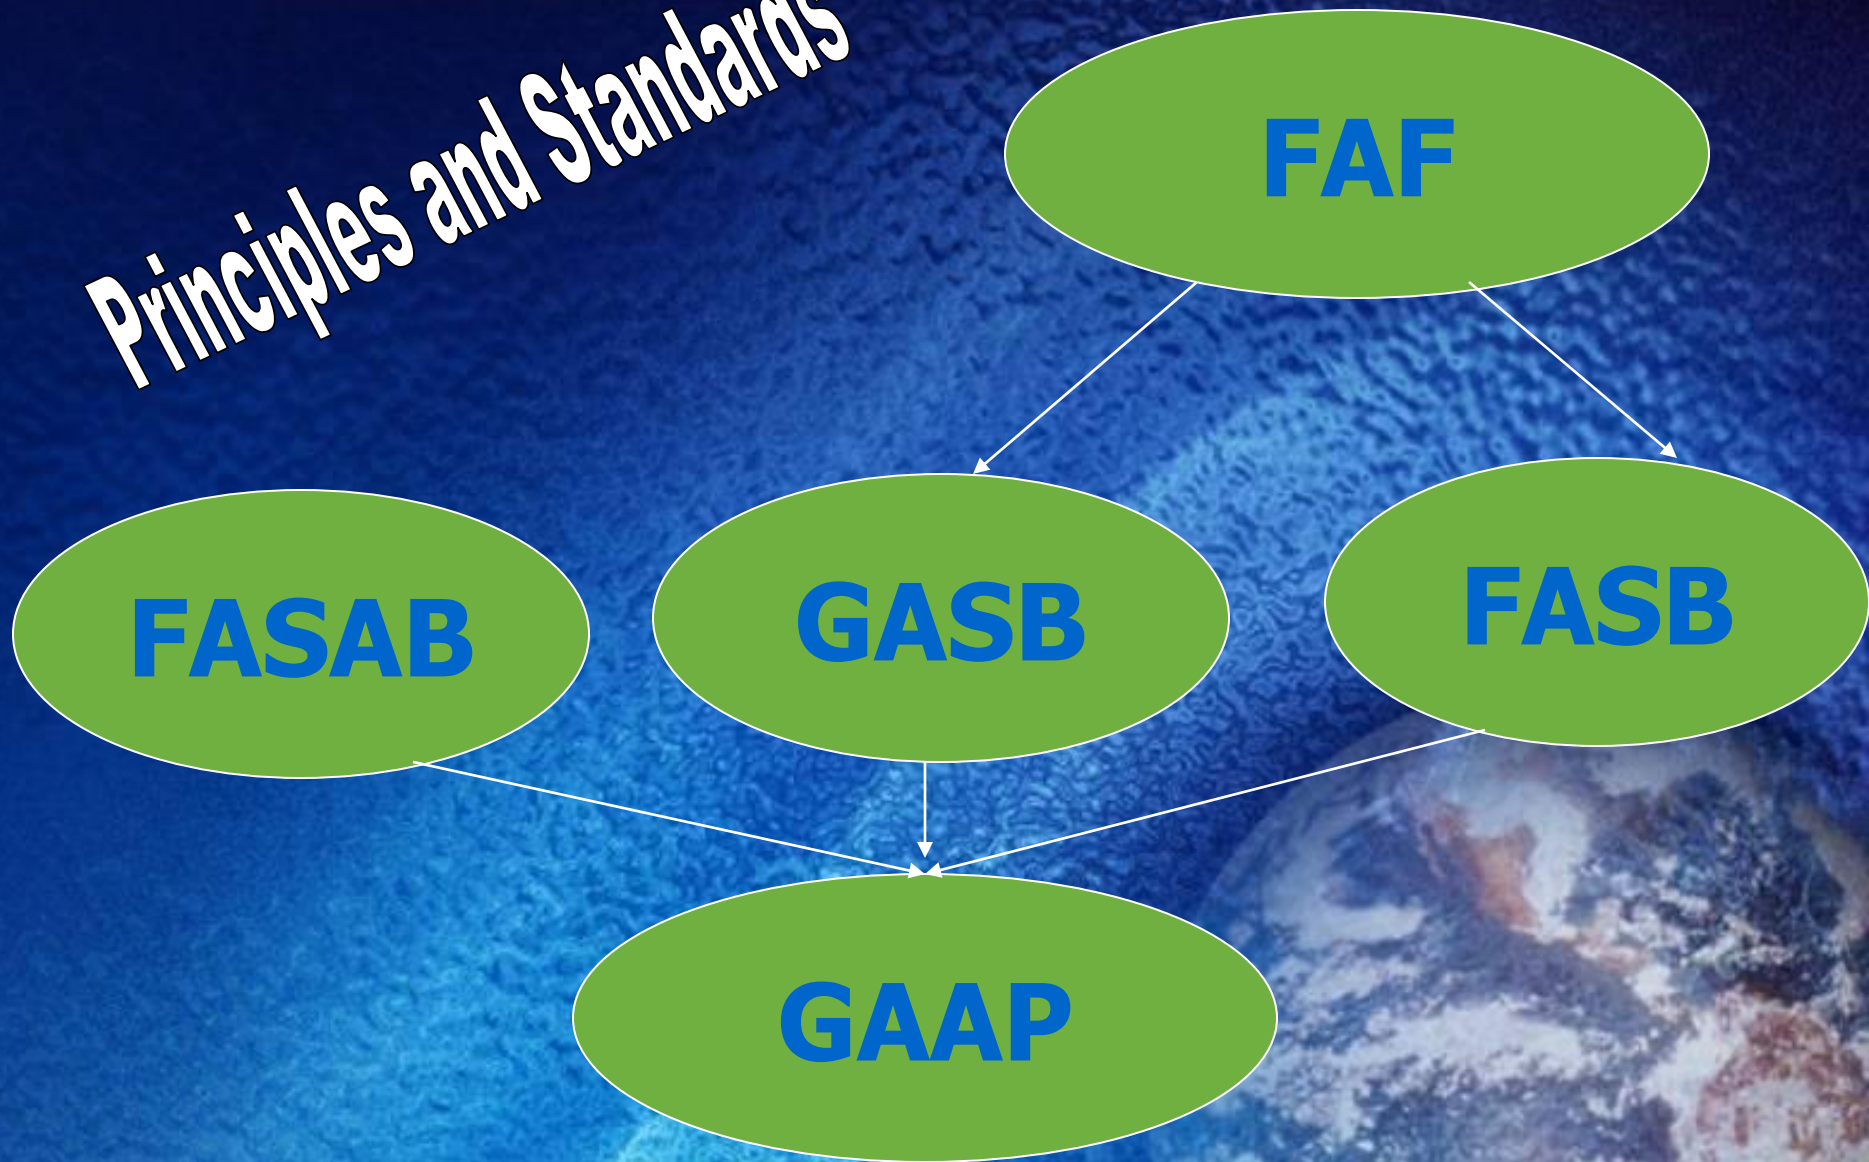 Principles and Standards
FAF
FASAB
GASB
FASB
GAAP